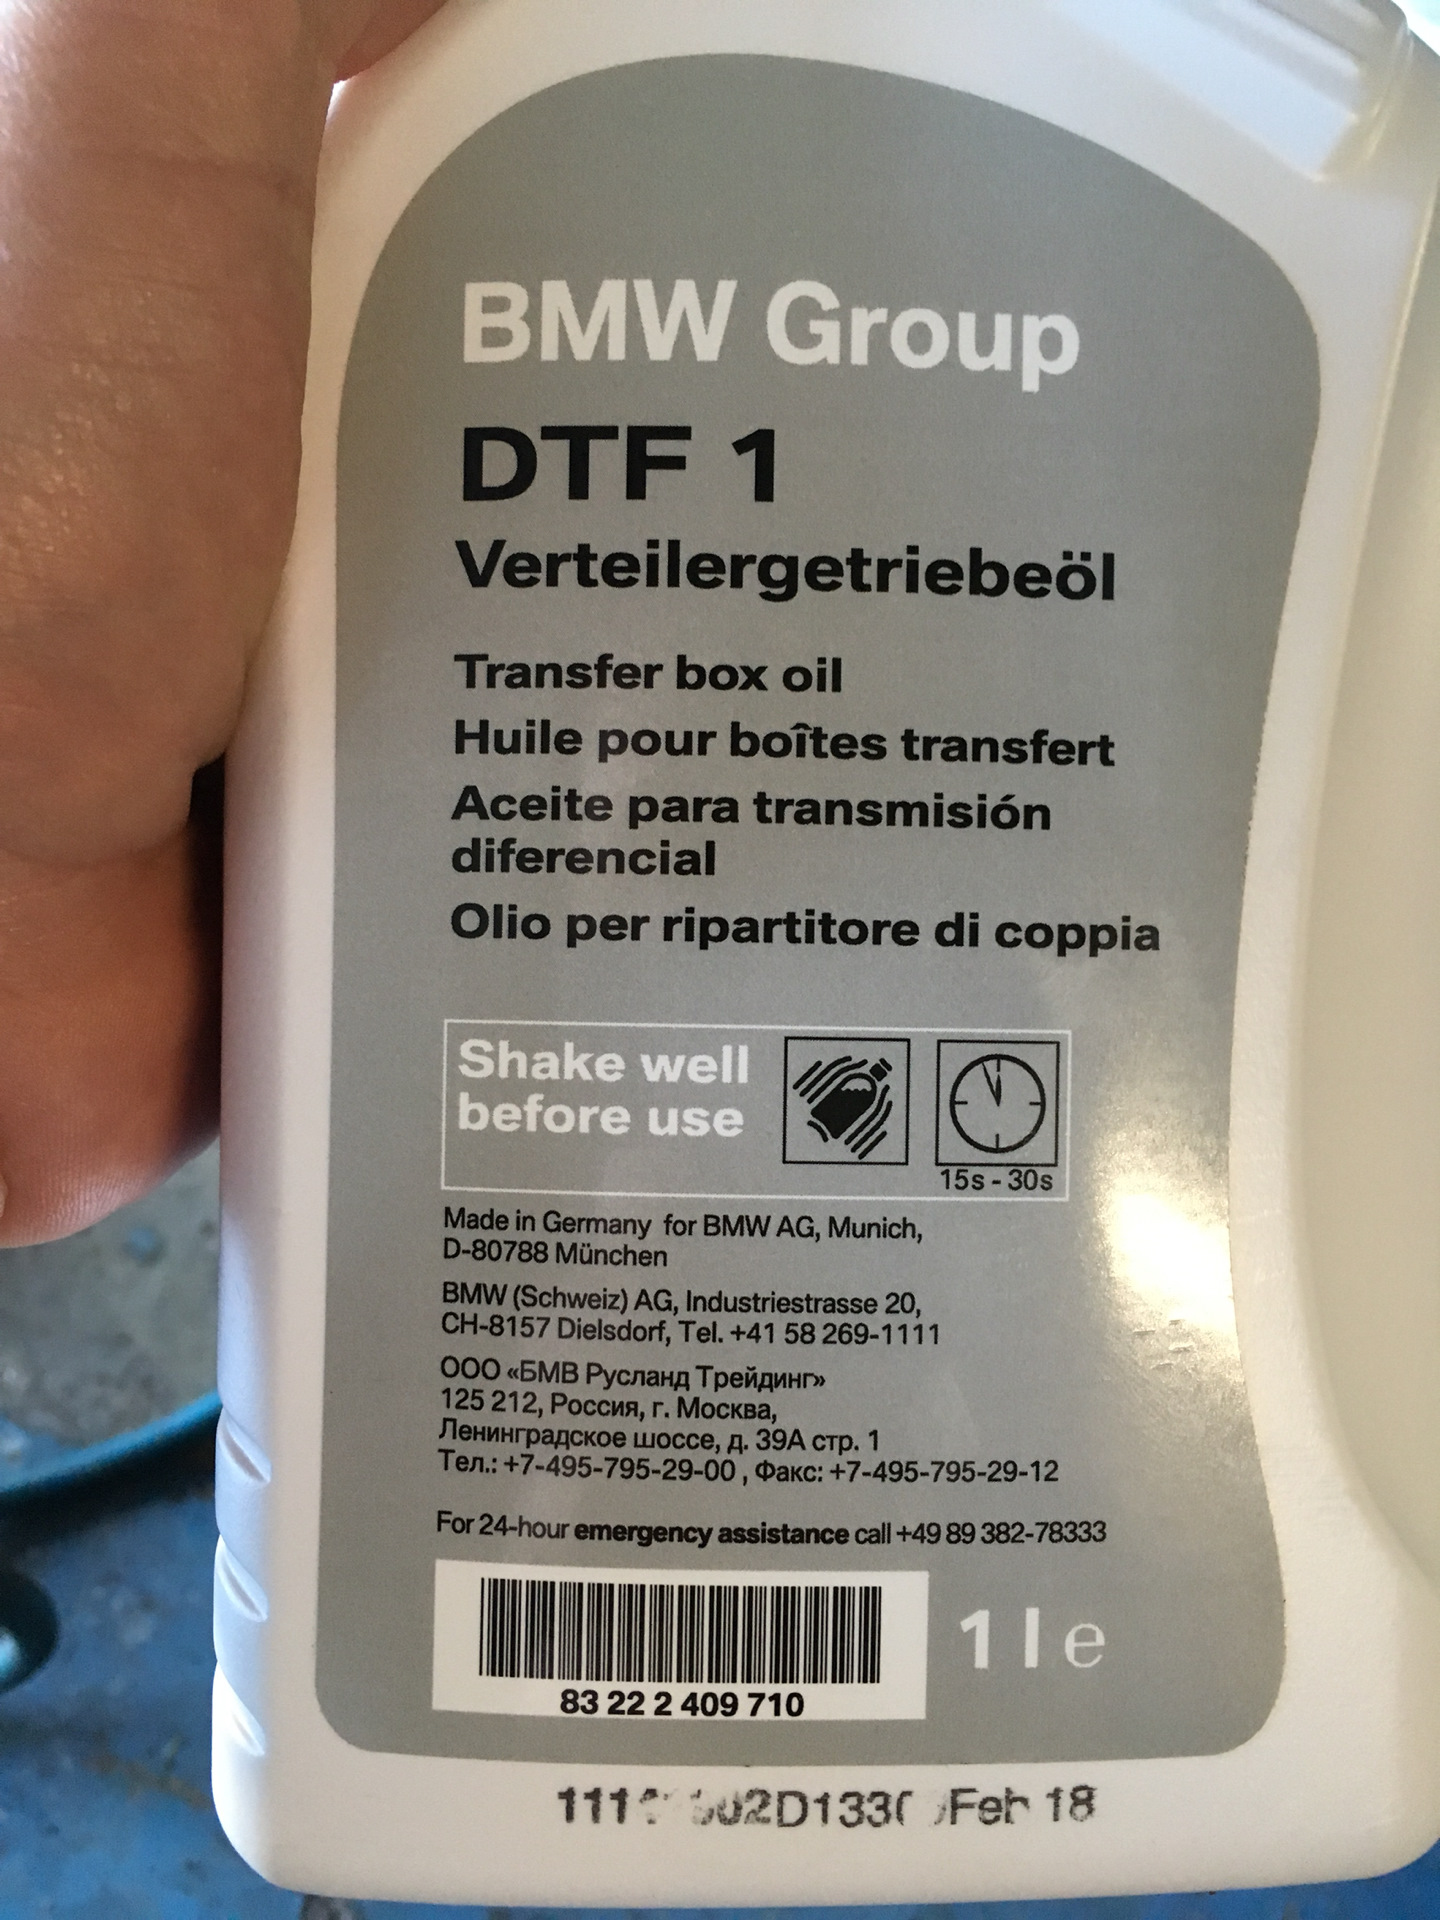 BMW Group
DTF 1
Verteilergetriebeöl
Transfer box oil
Huile pour boîtes transfert
Aceite para transmisión
diferencial
Olio per ripartitore di coppia
Shake well
before use
15s - 30s
Made in Germany for BMW AG, Munich,
D-80788 München
BMW (Schweiz) AG, Industriestrasse 20,
CH-8157 Dielsdorf, Tel. +41 58 269-1111
ООО «БМВ Русланд Трейдинг»
125 212, Россия, г. Москва,
Ленинградское шоссе, д. 39А стр. 1
Тел.: +7-495-795-29-00 , Факс: +7-495-795-29-12
For 24-hour emergency assistance call +49 89 382-78333
83 22 2 409 710
1 l e
Feb 18